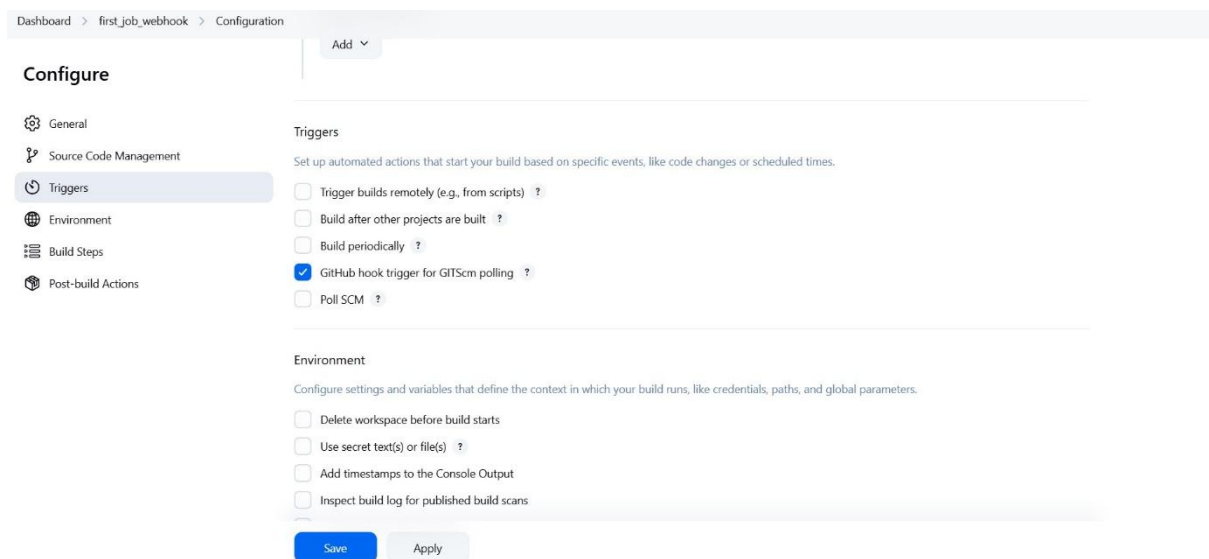 Dashboard > first_job_webhook > Configuration
Add
Configure
General
Source Code Management
Triggers
Environment
Build Steps
Post-build Actions
Triggers
Set up automated actions that start your build based on specific events, like code changes or scheduled times.
Trigger builds remotely (e.g., from scripts) ?
Build after other projects are built ?
Build periodically ?
GitHub hook trigger for GITScm polling ?
Poll SCM ?
Environment
Configure settings and variables that define the context in which your build runs, like credentials, paths, and global parameters.
Delete workspace before build starts
Use secret text(s) or file(s) ?
Add timestamps to the Console Output
Inspect build log for published build scans
Save
Apply